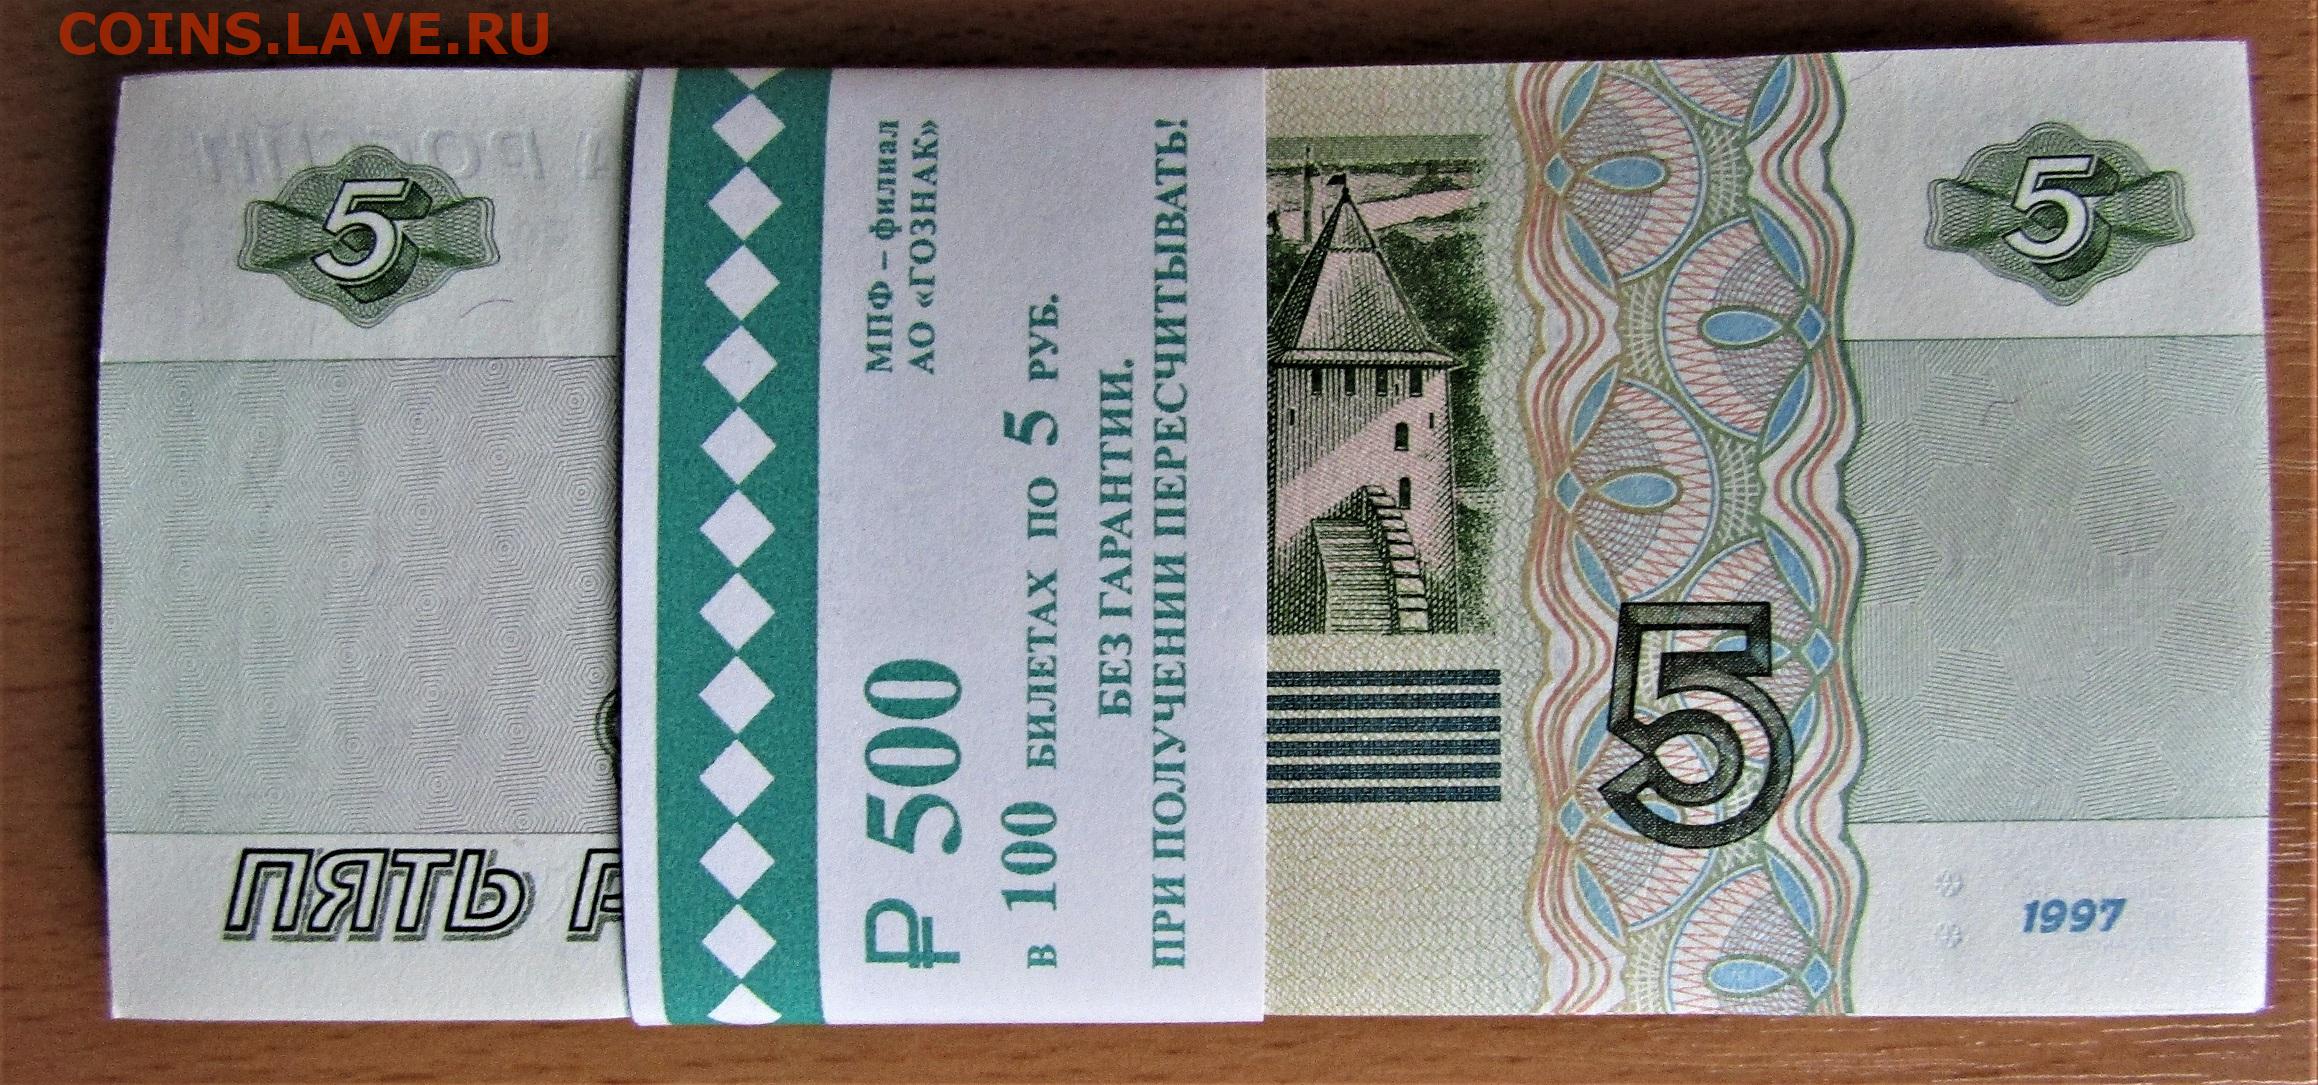 COINS.LAVE.RU
5
ПЯТЬ
МПФ – филиал
АО «ГОЗНАК»
₽ 500
в 100 билетах по 5 руб.
БЕЗ ГАРАНТИИ.
ПРИ ПОЛУЧЕНИИ ПЕРЕСЧИТЫВАТЬ!
5
5
1997